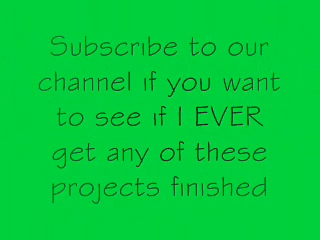 Subscribe to our
channel if you want
to see if I EVER
get any of these
projects finished